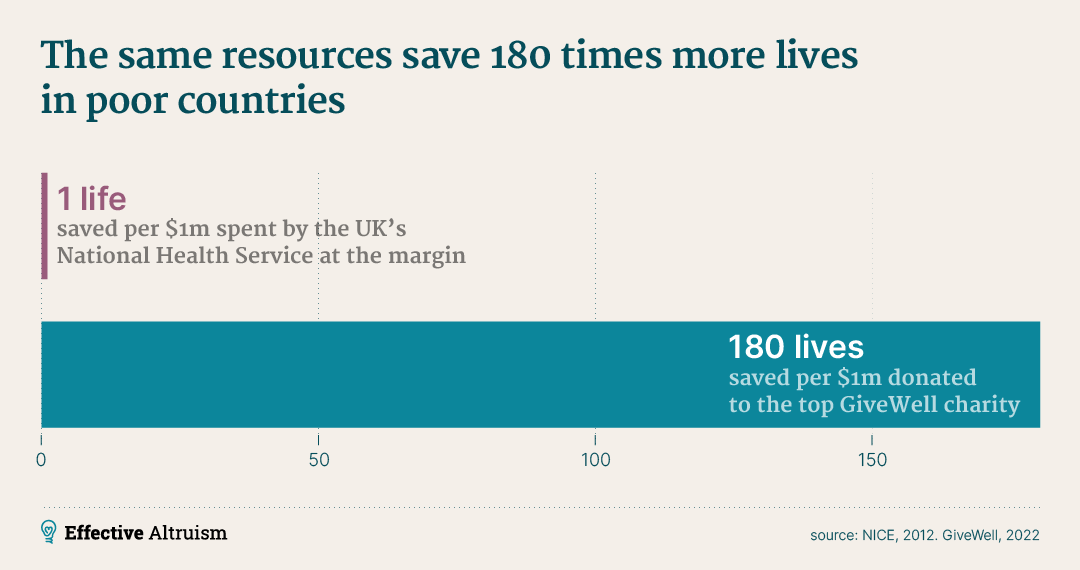 The same resources save 180 times more lives
in poor countries
1 life
saved per $1m spent by the UK’s
National Health Service at the margin
180 lives
saved per $1m donated
to the top GiveWell charity
0 50 100 150
Effective Altruism
source: NICE, 2012. GiveWell, 2022